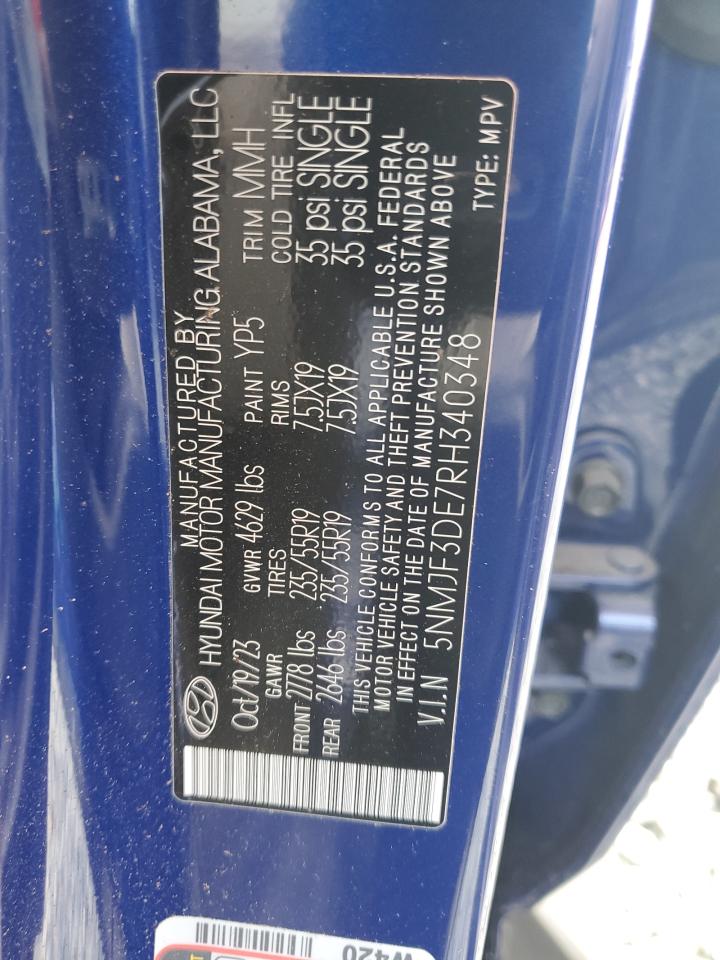 MANUFACTURED BY
HYUNDAI MOTOR MANUFACTURING ALABAMA, LLC
Oct/19/23 GVWR 4629 lbs PAINT YP5 TRIM MMH
GAWR TIRES RIMS COLD TIRE INFL
FRONT 2778 lbs 235/55R19 7.5JX19 35 psi SINGLE
REAR 2646 lbs 235/55R19 7.5JX19 35 psi SINGLE
THIS VEHICLE CONFORMS TO ALL APPLICABLE U.S.A. FEDERAL
MOTOR VEHICLE SAFETY AND THEFT PREVENTION STANDARDS
IN EFFECT ON THE DATE OF MANUFACTURE SHOWN ABOVE
V.I.N 5NMJF3DE7RH340348 TYPE: MPV
W420